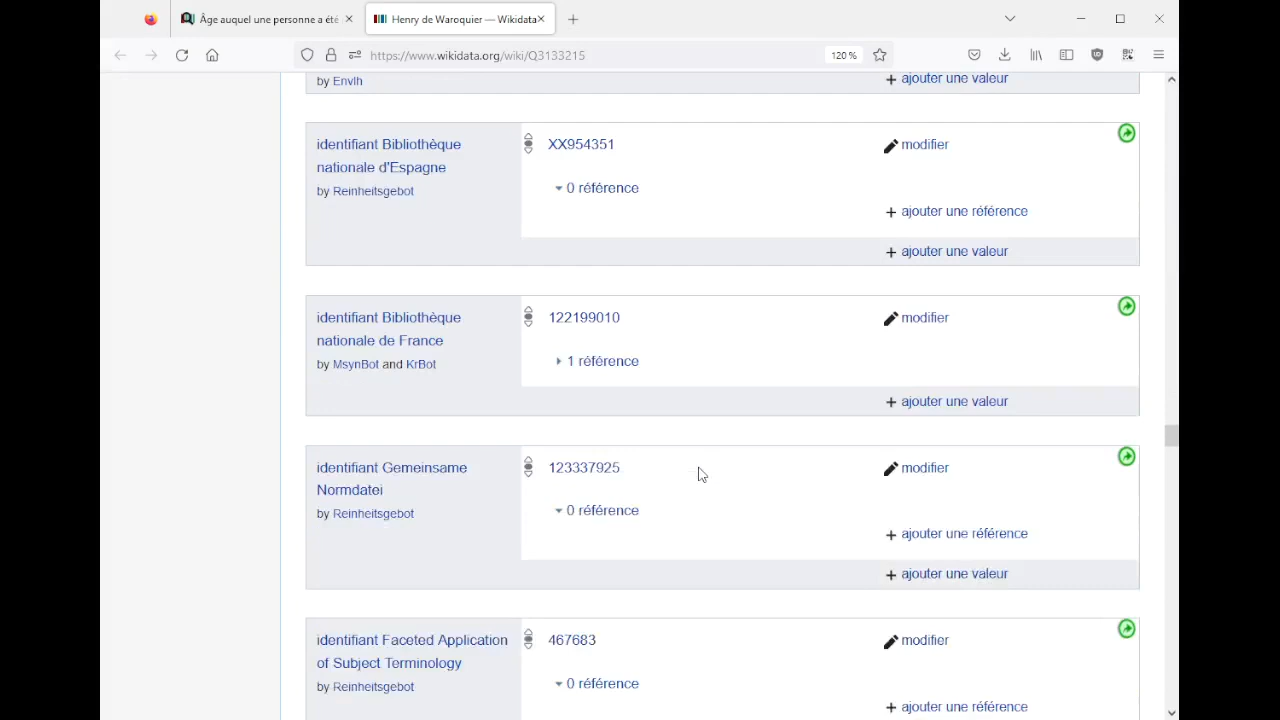 Âge auquel une personne a été
Henry de Waroquier — Wikidata
https://www.wikidata.org/wiki/Q3133215
120 %
by Envlh
+ ajouter une valeur
identifiant Bibliothèque
nationale d'Espagne
by Reinheitsgebot
XX954351
modifier
0 référence
+ ajouter une référence
+ ajouter une valeur
identifiant Bibliothèque
nationale de France
by MsynBot and KrBot
122199010
modifier
1 référence
+ ajouter une valeur
identifiant Gemeinsame
Normdatei
by Reinheitsgebot
123337925
modifier
0 référence
+ ajouter une référence
+ ajouter une valeur
identifiant Faceted Application
of Subject Terminology
by Reinheitsgebot
467683
modifier
0 référence
+ ajouter une référence